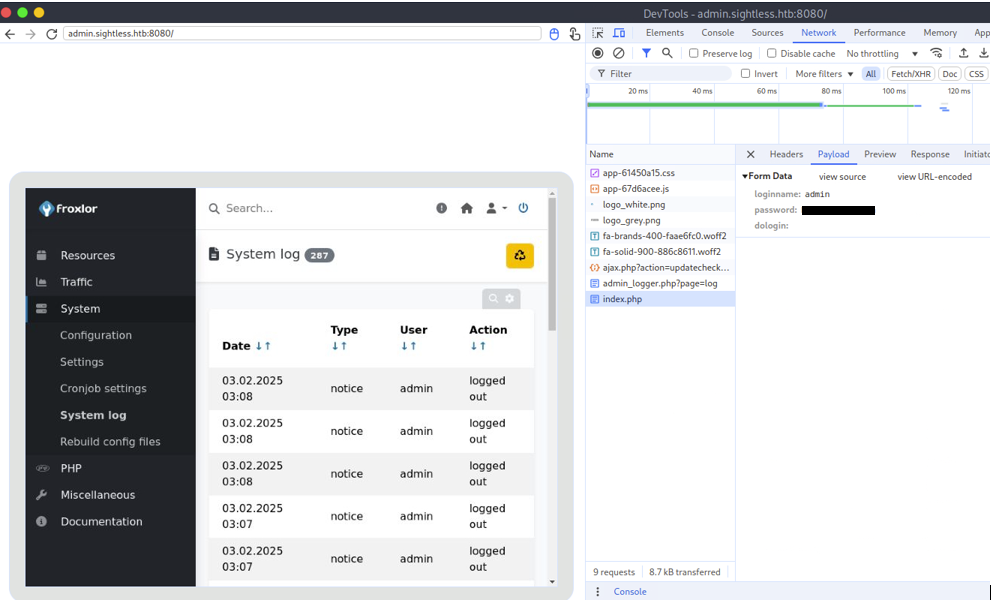 DevTools - admin.sightless.htb:8080/
admin.sightless.htb:8080/
Elements Console Sources Network Performance Memory App
Preserve log Disable cache No throttling
Filter Invert More filters All Fetch/XHR Doc CSS
20 ms 40 ms 60 ms 80 ms 100 ms 120 ms
Name
app-61450a15.css
app-67d6acee.js
logo_white.png
logo_grey.png
fa-brands-400-faae6fc0.woff2
fa-solid-900-886c8611.woff2
ajax.php?action=updatecheck...
admin_logger.php?page=log
index.php
9 requests 8.7 kB transferred
Headers Payload Preview Response Initiato
Form Data view source view URL-encoded
loginname: admin
password:
dologin:
Console
froxlor
Resources
Traffic
System
Configuration
Settings
Cronjob settings
System log
Rebuild config files
PHP
Miscellaneous
Documentation
Search...
System log 287
Date Type User Action
03.02.2025 03:08 notice admin logged out
03.02.2025 03:08 notice admin logged out
03.02.2025 03:08 notice admin logged out
03.02.2025 03:07 notice admin logged out
03.02.2025 03:07 notice admin logged out